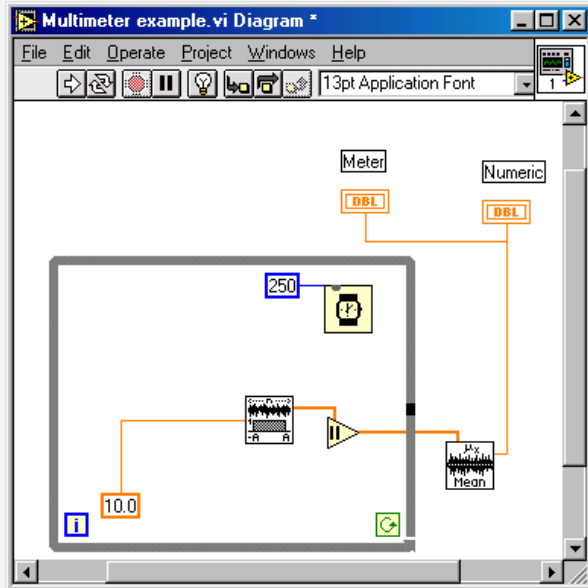 Multimeter example.vi Diagram *
File Edit Operate Project Windows Help
13pt Application Font
1
Meter
Numeric
DBL
DBL
250
-A A
μx
Mean
10.0
i